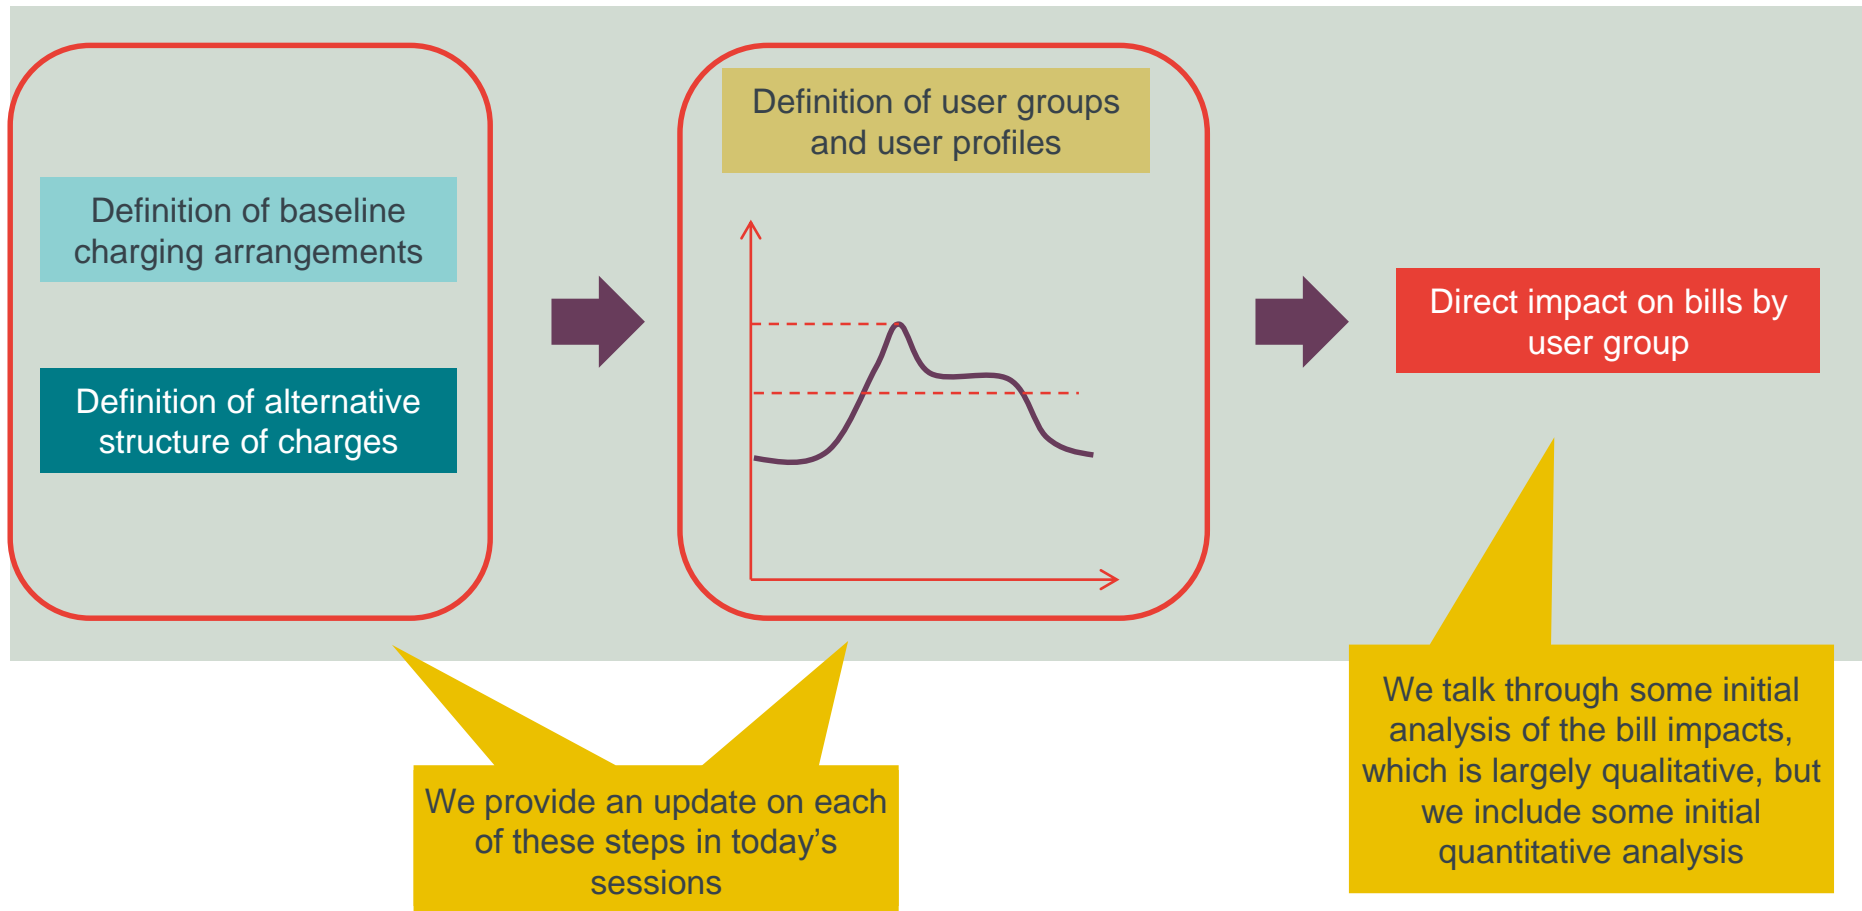 Definition of baseline
charging arrangements
Definition of alternative
structure of charges
Definition of user groups
and user profiles
Direct impact on bills by
user group
We provide an update on each
of these steps in today’s
sessions
We talk through some initial
analysis of the bill impacts,
which is largely qualitative, but
we include some initial
quantitative analysis